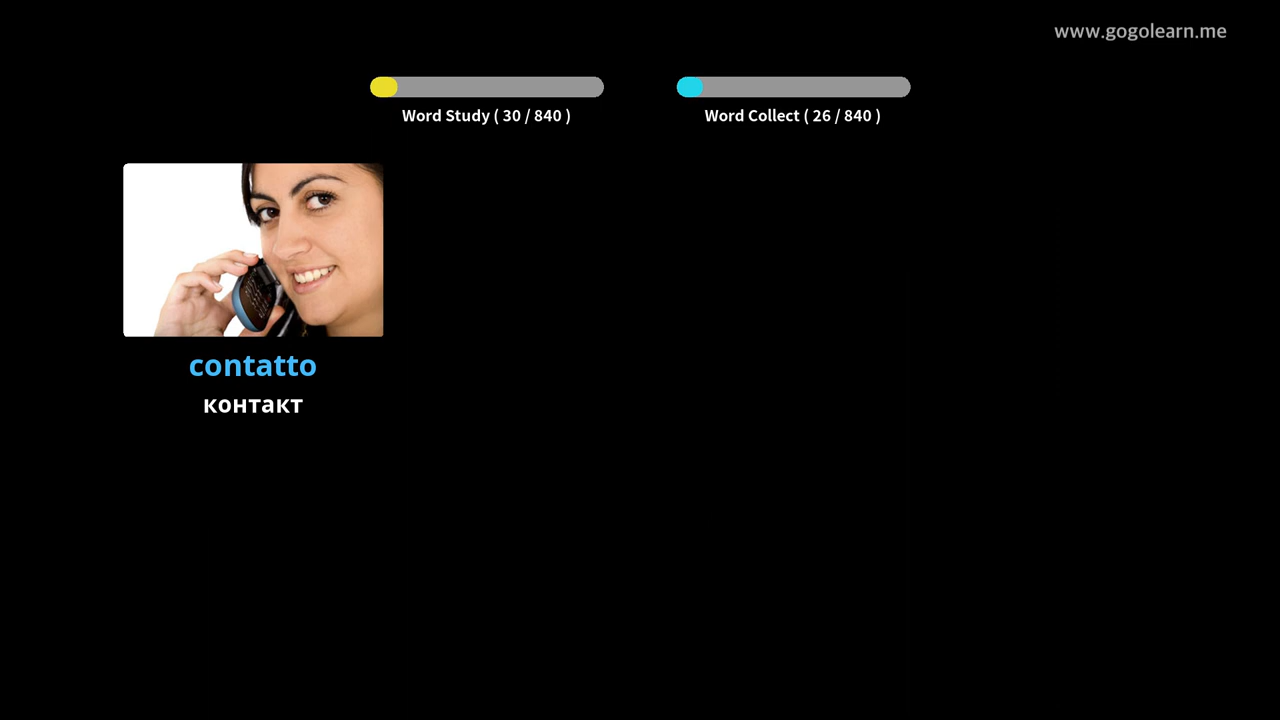 www.gogolearn.me
Word Study ( 30 / 840 )
Word Collect ( 26 / 840 )
contatto
контакт